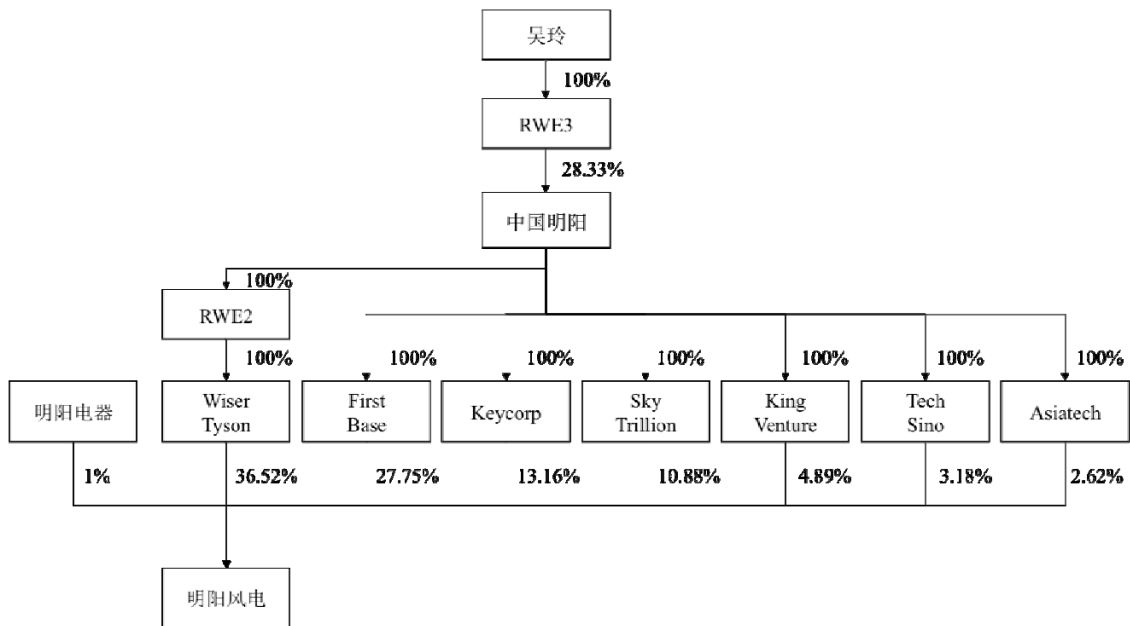 吴玲
100%
RWE3
28.33%
中国明阳
100%
RWE2
100%
100%
100%
100%
100%
100%
100%
明阳电器
Wiser
Tyson
First
Base
Keycorp
Sky
Trillion
King
Venture
Tech
Sino
Asiatech
1%
36.52%
27.75%
13.16%
10.88%
4.89%
3.18%
2.62%
明阳风电